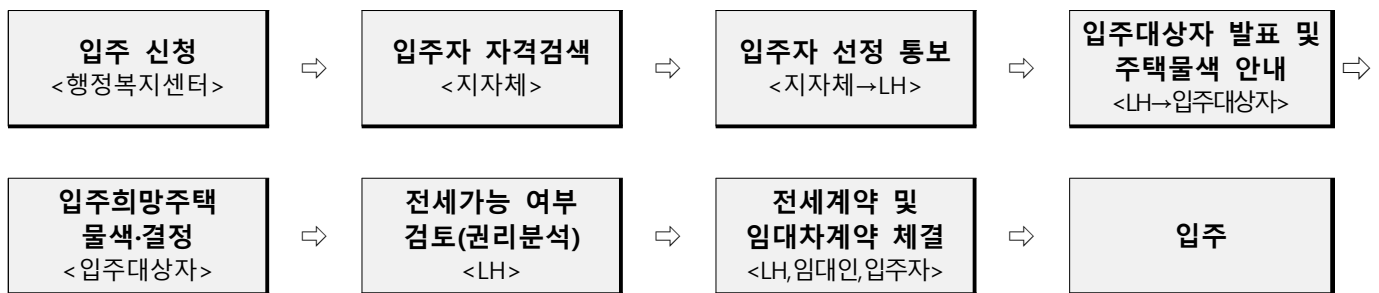 입주 신청
<행정복지센터>
⇨
입주자 자격검색
<지자체>
⇨
입주자 선정 통보
<지자체→LH>
⇨
입주대상자 발표 및
주택물색 안내
<LH→입주대상자>
⇨
입주희망주택
물색·결정
<입주대상자>
⇨
전세가능 여부
검토(권리분석)
<LH>
⇨
전세계약 및
임대차계약 체결
<LH,임대인,입주자>
⇨
입주